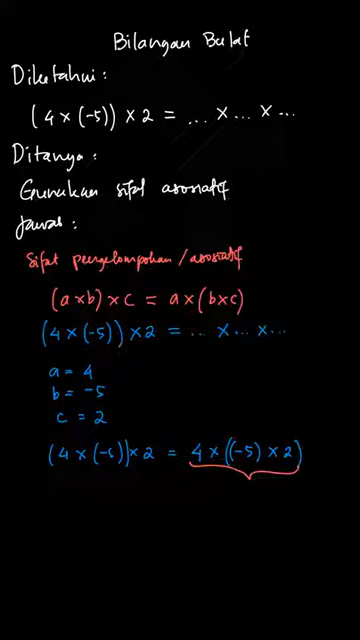 Bilangan Bulat
Diketahui:
(4 × (-5)) × 2 = ... × ... × ...
Ditanya:
Gunakan sifat asosiatif
Jawab:
Sifat pengelompokan / asosiatif
(a×b) × c = a × (b×c)
(4 × (-5)) × 2 = ... × ... × ...
a = 4
b = -5
c = 2
(4 × (-5)) × 2 = 4 × ((-5) × 2)